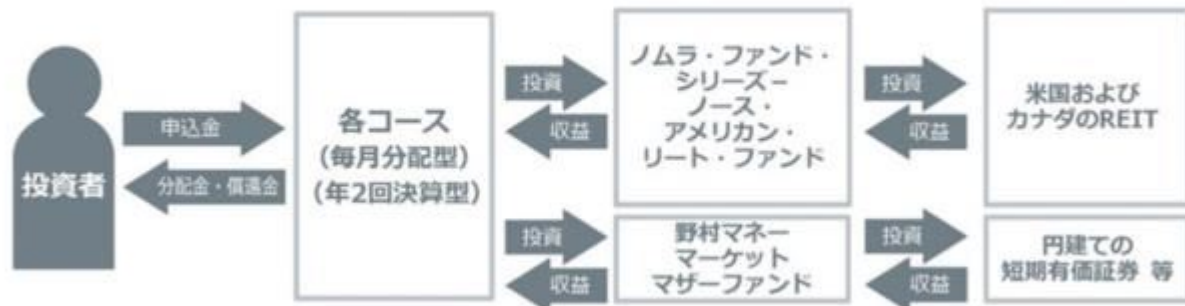 投資者
申込金
分配金・償還金
各コース
(毎月分配型)
(年2回決算型)
投資
収益
ノムラ・ファンド・
シリーズ－
ノース・
アメリカン・
リート・ファンド
投資
収益
米国および
カナダのREIT
投資
収益
野村マネー
マーケット
マザーファンド
投資
収益
円建ての
短期有価証券 等